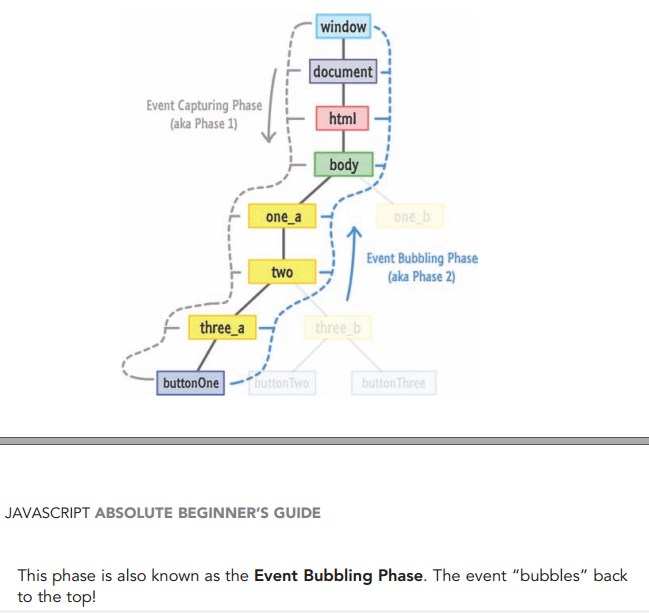 window
document
Event Capturing Phase
(aka Phase 1)
html
body
one_a
one_b
two
Event Bubbling Phase
(aka Phase 2)
three_a
three_b
buttonOne
buttonTwo
buttonThree
JAVASCRIPT ABSOLUTE BEGINNER'S GUIDE
This phase is also known as the Event Bubbling Phase. The event “bubbles” back
to the top!